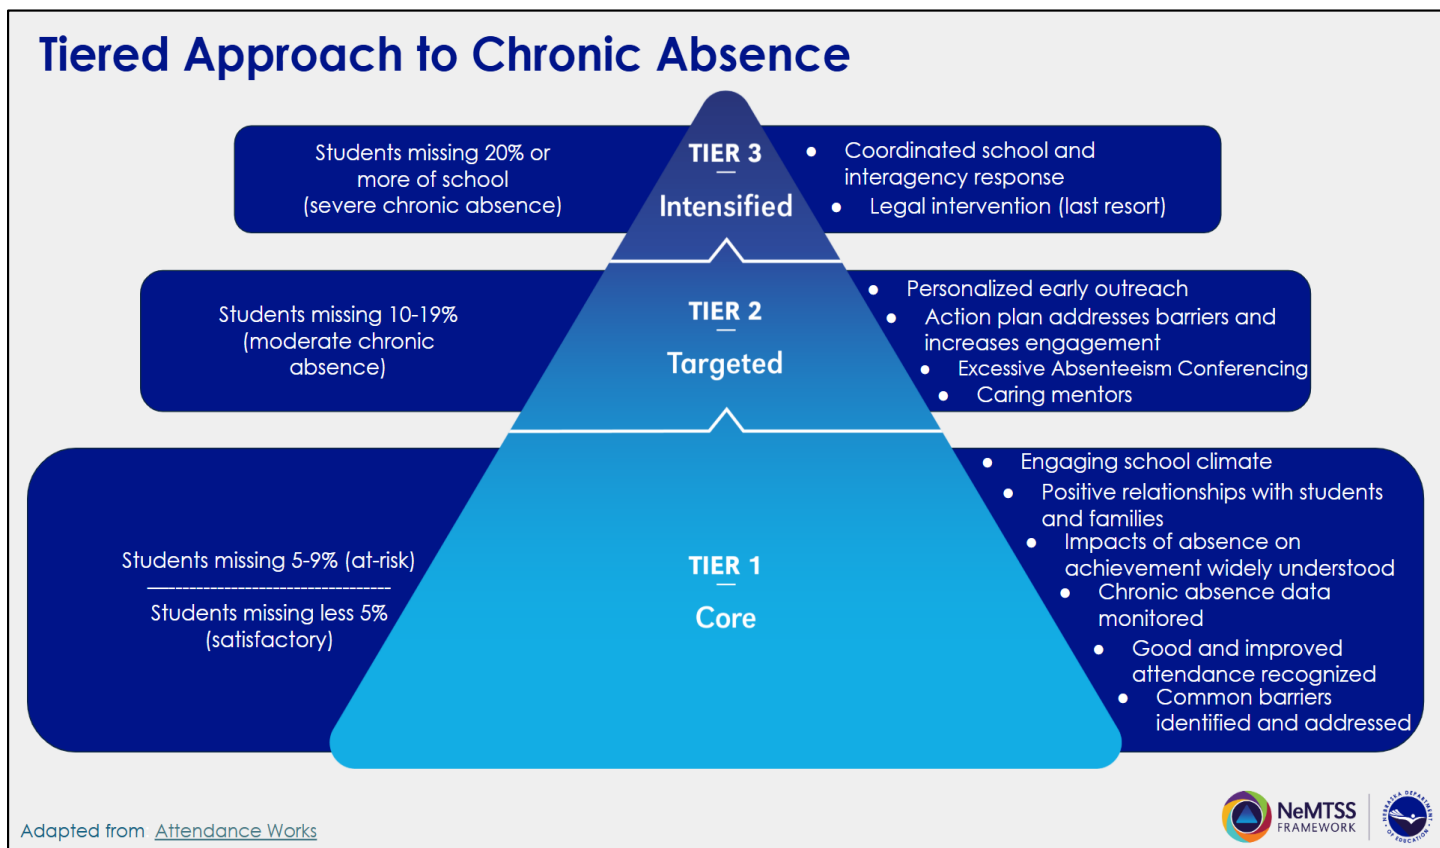 Tiered Approach to Chronic Absence
Students missing 20% or
more of school
(severe chronic absence)
TIER 3
Intensified
● Coordinated school and
interagency response
● Legal intervention (last resort)
Students missing 10-19%
(moderate chronic
absence)
TIER 2
Targeted
● Personalized early outreach
● Action plan addresses barriers and
increases engagement
● Excessive Absenteeism Conferencing
● Caring mentors
Students missing 5-9% (at-risk)
Students missing less 5%
(satisfactory)
TIER 1
Core
● Engaging school climate
● Positive relationships with students
and families
● Impacts of absence on
achievement widely understood
● Chronic absence data
monitored
● Good and improved
attendance recognized
● Common barriers
identified and addressed
Adapted from Attendance Works
NeMTSS
FRAMEWORK
NEBRASKA DEPARTMENT
OF EDUCATION